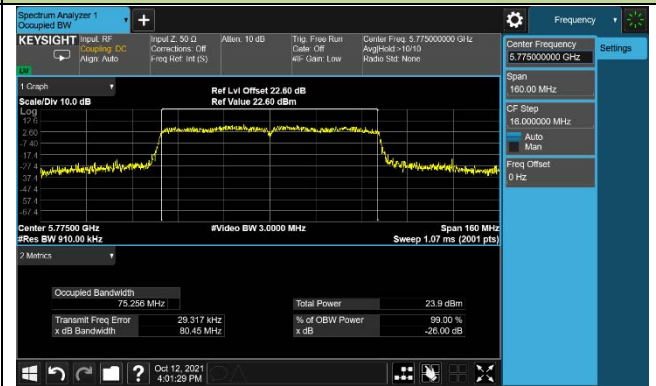 Spectrum Analyzer 1
Occupied BW
Frequency
KEYSIGHT
Input: RF
Coupling: DC
Align: Auto
Input Z: 50 Ω
Corrections: Off
Freq Ref: Int (S)
Atten: 10 dB
Trig: Free Run
Gate: Off
#IF Gain: Low
Center Freq: 5.775000000 GHz
Avg|Hold:>10/10
Radio Std: None
LW
Center Frequency
5.775000000 GHz
Settings
Span
160.00 MHz
CF Step
16.000000 MHz
Auto
Man
Freq Offset
0 Hz
1 Graph
Scale/Div 10.0 dB
Ref Lvl Offset 22.60 dB
Ref Value 22.60 dBm
Log
12.6
2.60
-7.40
-17.4
-27.4
-37.4
-47.4
-57.4
-67.4
Center 5.77500 GHz
#Res BW 910.00 kHz
#Video BW 3.0000 MHz
Span 160 MHz
Sweep 1.07 ms (2001 pts)
2 Metrics
Occupied Bandwidth
75.256 MHz
Total Power
23.9 dBm
Transmit Freq Error
29.317 kHz
% of OBW Power
99.00 %
x dB Bandwidth
80.45 MHz
x dB
-26.00 dB
Oct 12, 2021
4:01:29 PM